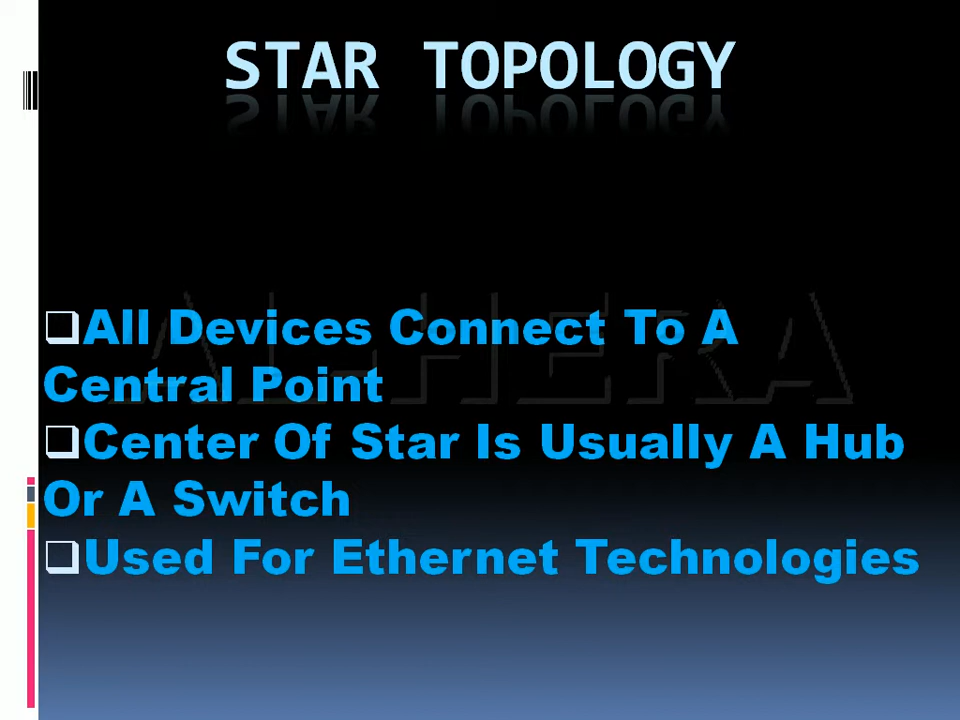 STAR TOPOLOGY
❑All Devices Connect To A
Central Point
❑Center Of Star Is Usually A Hub
Or A Switch
❑Used For Ethernet Technologies
ALHERA